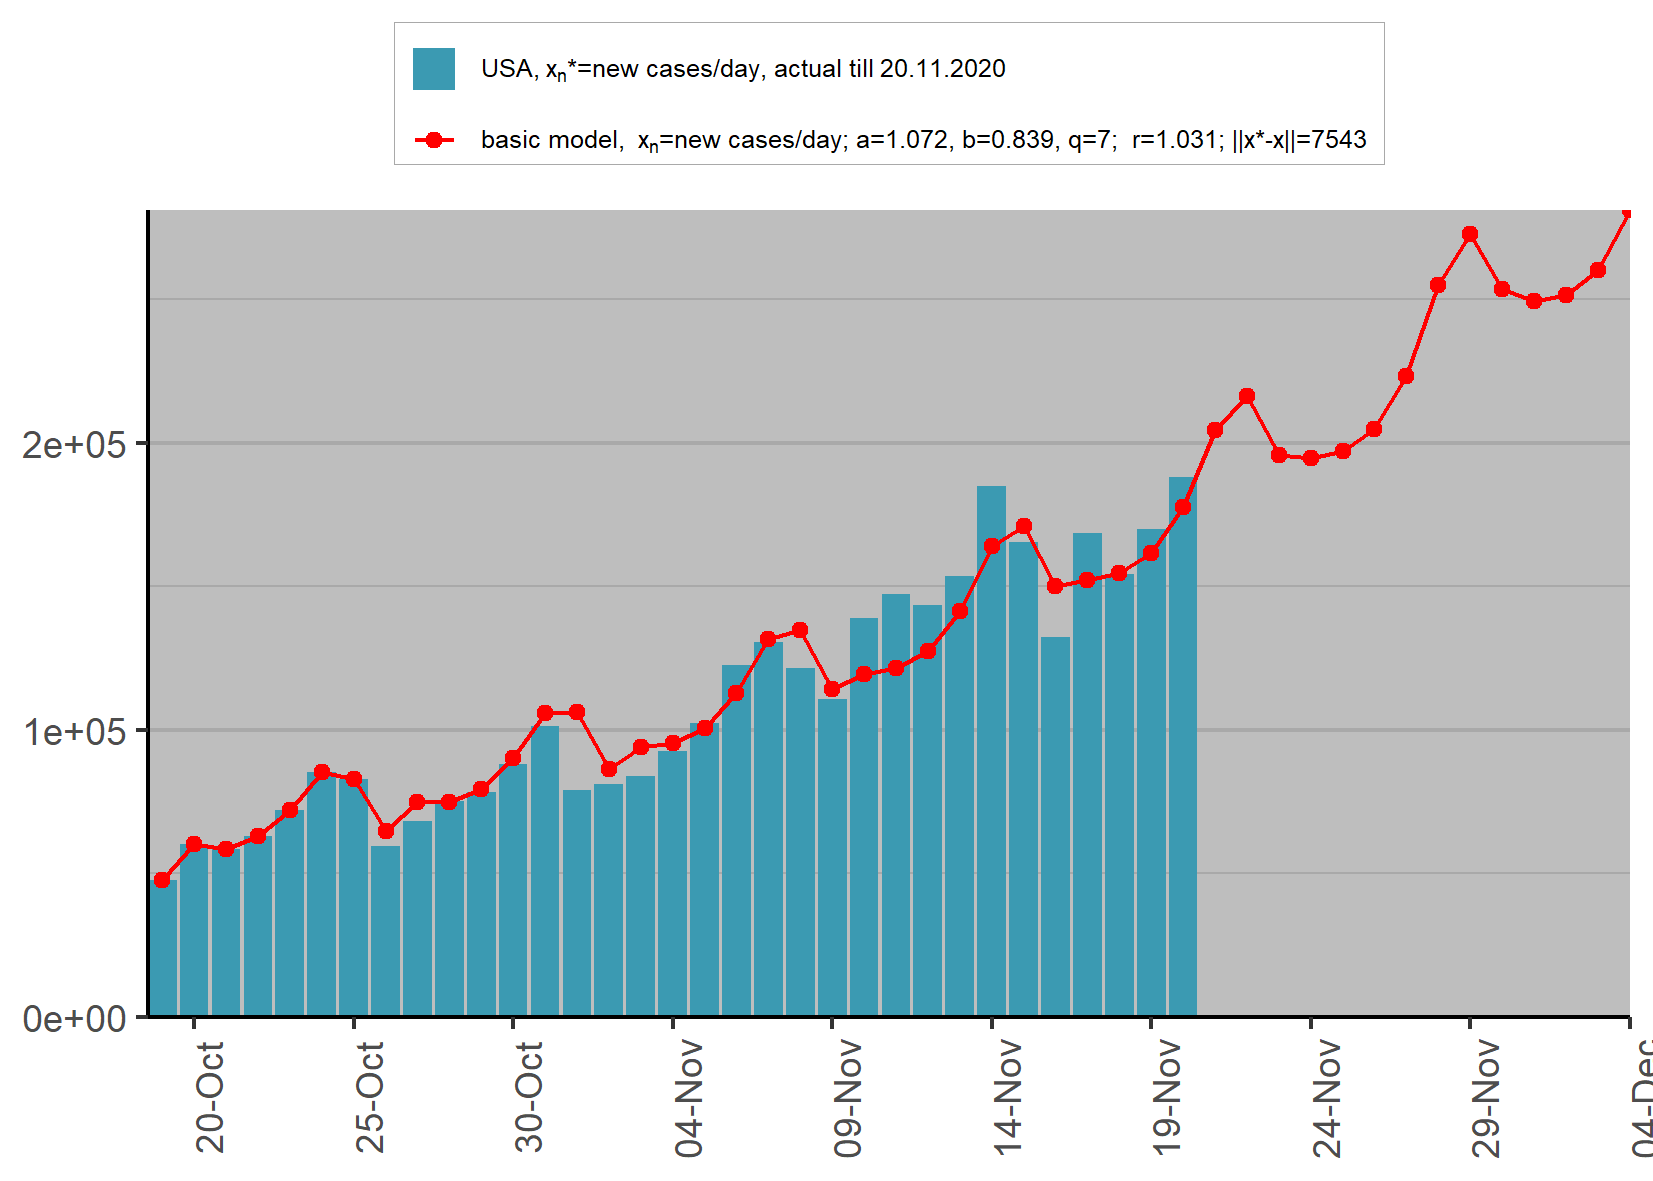 USA, xn*=new cases/day, actual till 20.11.2020
basic model, xn=new cases/day; a=1.072, b=0.839, q=7; r=1.031; ||x*-x||=7543
2e+05
1e+05
0e+00
20-Oct
25-Oct
30-Oct
04-Nov
09-Nov
14-Nov
19-Nov
24-Nov
29-Nov
04-Dec